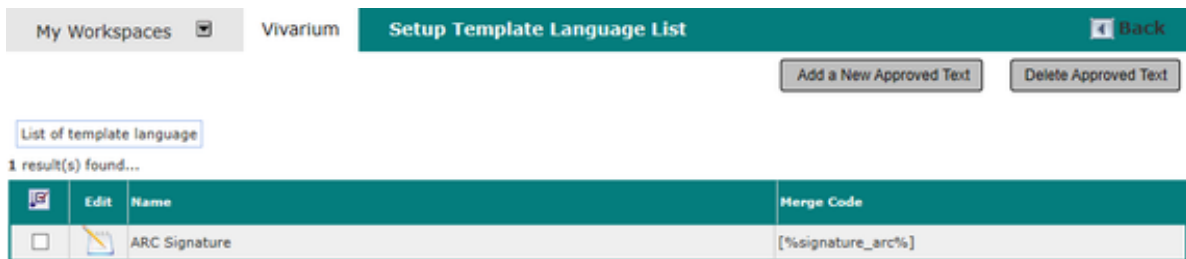 My Workspaces Vivarium Setup Template Language List Back
Add a New Approved Text Delete Approved Text
List of template language
1 result(s) found...
Edit Name Merge Code
ARC Signature [%signature_arc%]